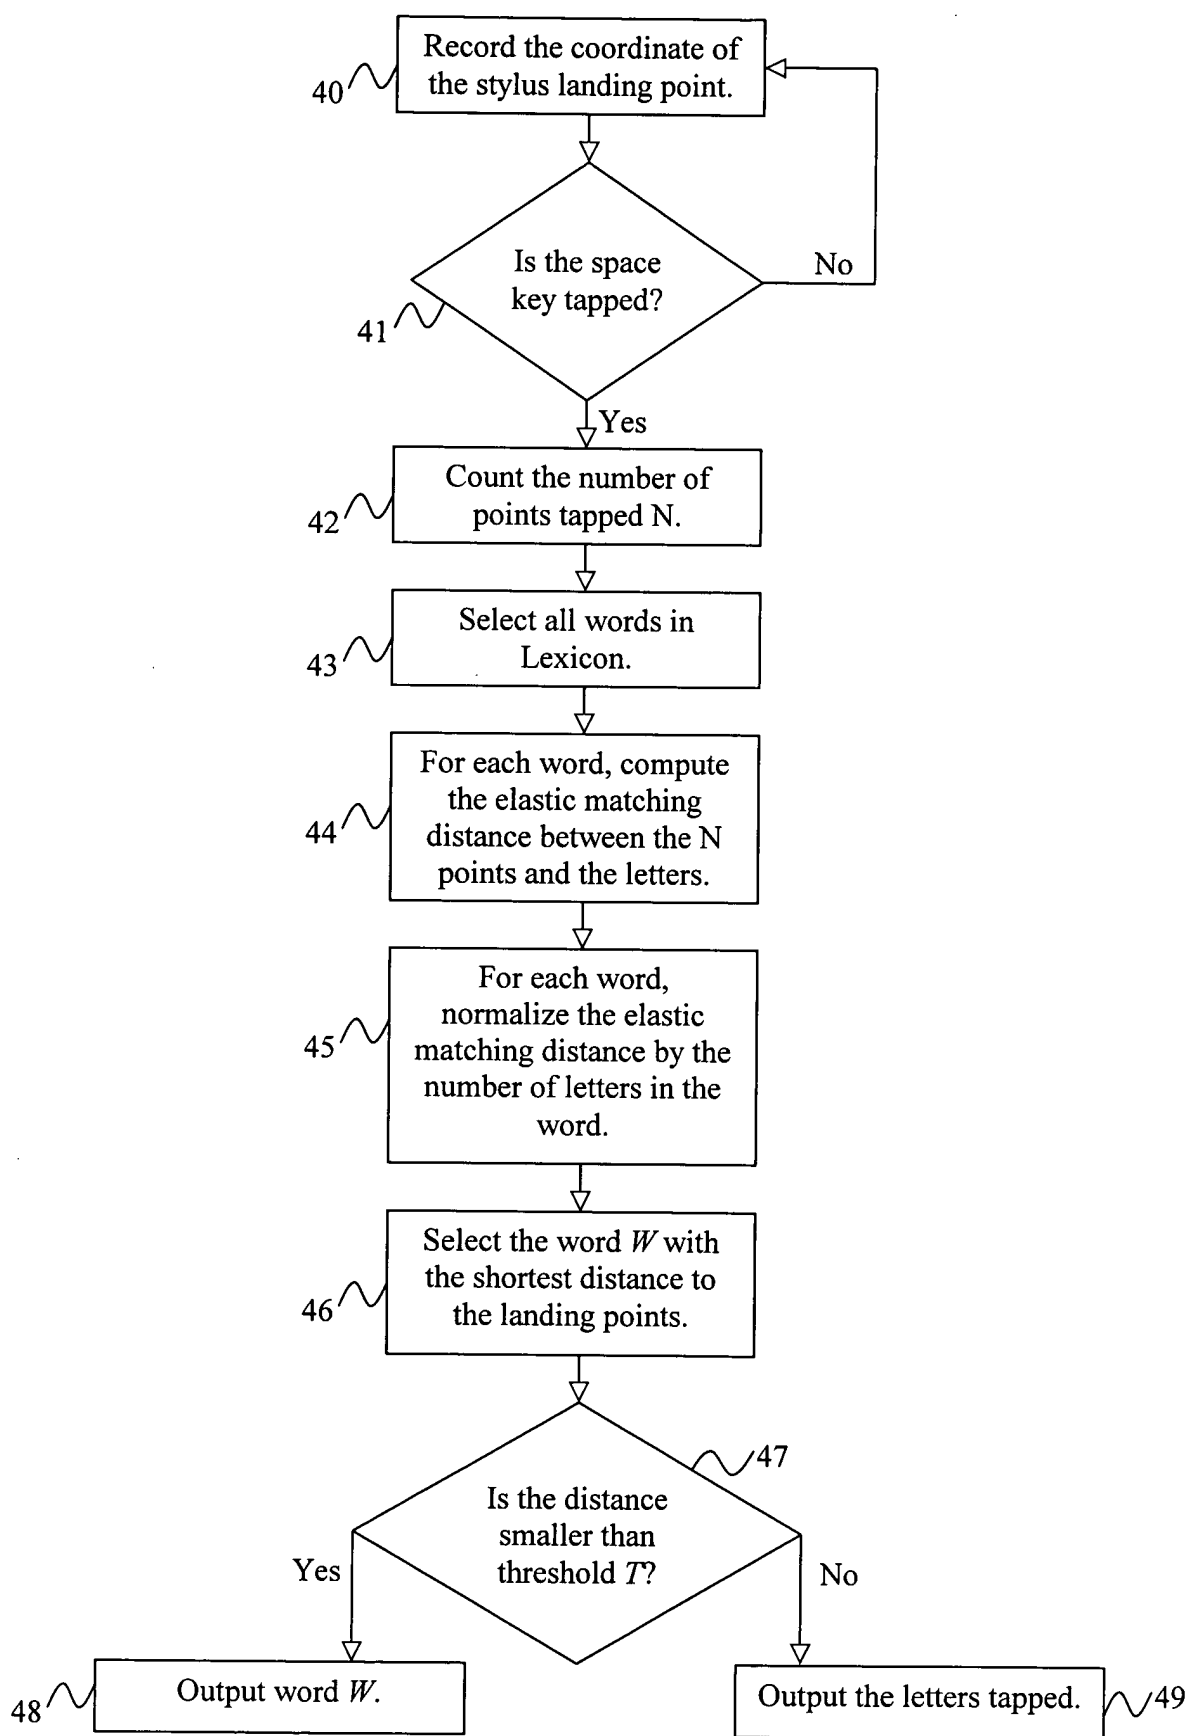 Record the coordinate of
the stylus landing point.
40
Is the space
key tapped?
No
41
Yes
Count the number of
points tapped N.
42
Select all words in
Lexicon.
43
For each word, compute
the elastic matching
distance between the N
points and the letters.
44
For each word,
normalize the elastic
matching distance by the
number of letters in the
word.
45
Select the word W with
the shortest distance to
the landing points.
46
47
Is the distance
smaller than
threshold T?
Yes
No
Output word W.
48
Output the letters tapped.
49